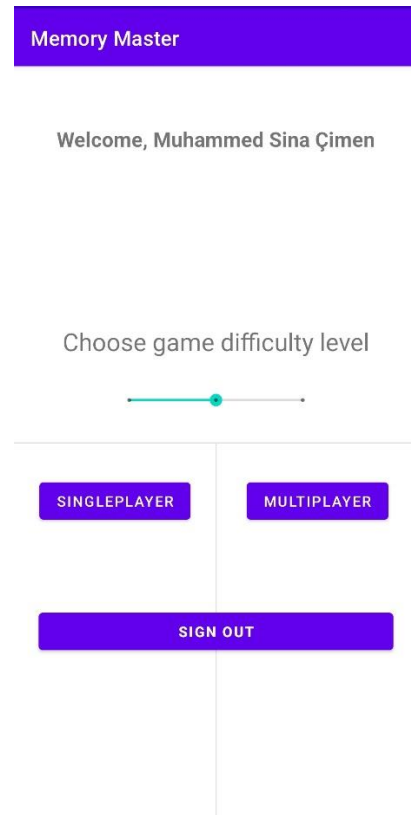 Memory Master
Welcome, Muhammed Sina Çimen
Choose game difficulty level
SINGLEPLAYER
MULTIPLAYER
SIGN OUT